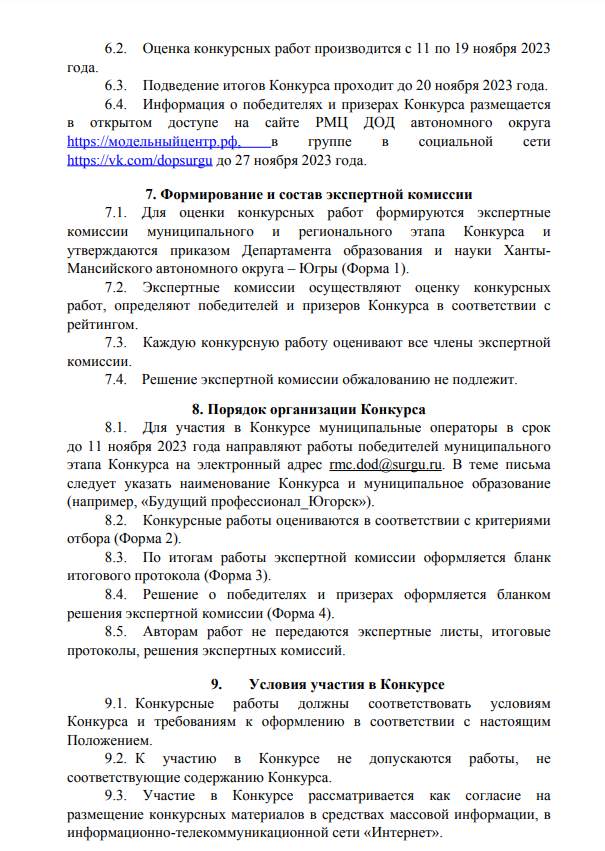 6.2. Оценка конкурсных работ производится с 11 по 19 ноября 2023
года.
6.3. Подведение итогов Конкурса проходит до 20 ноября 2023 года.
6.4. Информация о победителях и призерах Конкурса размещается
в открытом доступе на сайте РМЦ ДОД автономного округа
https://модельныйцентр.рф, в группе в социальной сети
https://vk.com/dopsurgu до 27 ноября 2023 года.
7. Формирование и состав экспертной комиссии
7.1. Для оценки конкурсных работ формируются экспертные
комиссии муниципального и регионального этапа Конкурса и
утверждаются приказом Департамента образования и науки Ханты-
Мансийского автономного округа – Югры (Форма 1).
7.2. Экспертные комиссии осуществляют оценку конкурсных
работ, определяют победителей и призеров Конкурса в соответствии с
рейтингом.
7.3. Каждую конкурсную работу оценивают все члены экспертной
комиссии.
7.4. Решение экспертной комиссии обжалованию не подлежит.
8. Порядок организации Конкурса
8.1. Для участия в Конкурсе муниципальные операторы в срок
до 11 ноября 2023 года направляют работы победителей муниципального
этапа Конкурса на электронный адрес rmc.dod@surgu.ru. В теме письма
следует указать наименование Конкурса и муниципальное образование
(например, «Будущий профессионал_Югорск»).
8.2. Конкурсные работы оцениваются в соответствии с критериями
отбора (Форма 2).
8.3. По итогам работы экспертной комиссии оформляется бланк
итогового протокола (Форма 3).
8.4. Решение о победителях и призерах оформляется бланком
решения экспертной комиссии (Форма 4).
8.5. Авторам работ не передаются экспертные листы, итоговые
протоколы, решения экспертных комиссий.
9. Условия участия в Конкурсе
9.1. Конкурсные работы должны соответствовать условиям
Конкурса и требованиям к оформлению в соответствии с настоящим
Положением.
9.2. К участию в Конкурсе не допускаются работы, не
соответствующие содержанию Конкурса.
9.3. Участие в Конкурсе рассматривается как согласие на
размещение конкурсных материалов в средствах массовой информации, в
информационно-телекоммуникационной сети «Интернет».